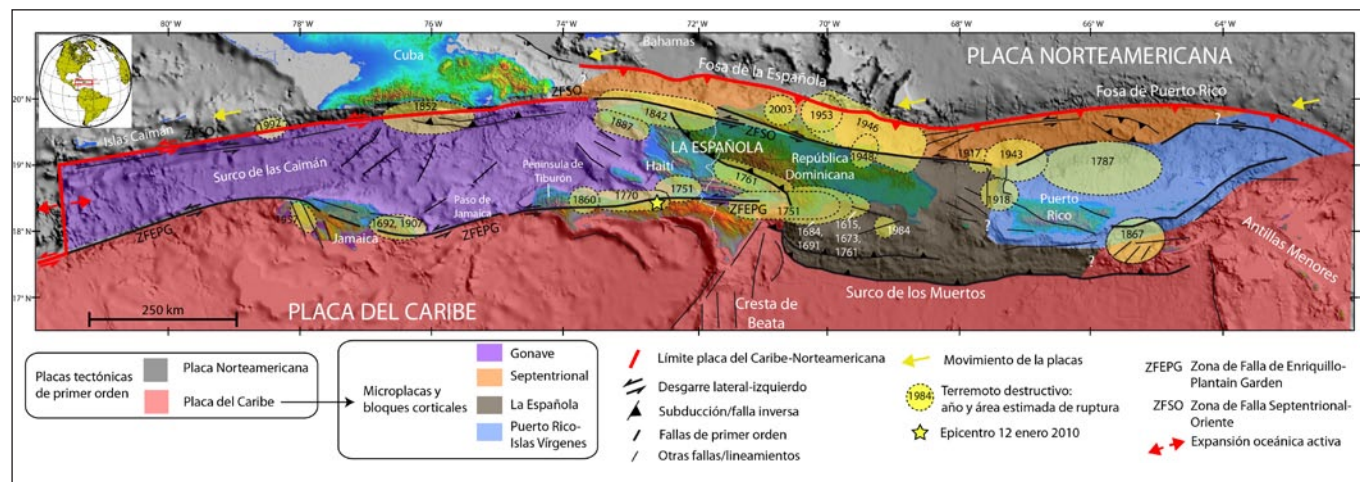 80°W 78°W 76°W 74°W 72°W 70°W 68°W 66°W 64°W
Cuba
Bahamas
PLACA NORTEAMERICANA
Fosa de la Española
Fosa de Puerto Rico
20°N
19°N
18°N
17°N
Islas Caimán
ZFSO
1992
1852
ZFSO
?
2003
1953
1946
1948
1842
1887
ZFSO
LA ESPAÑOLA
Haití
República
Dominicana
1917
1943
1787
?
Surco de las Caimán
Península de
Tiburón
1761
1751
1770
1860
Paso de
Jamaica
ZFEPG
1751
1918
?
Puerto
Rico
ZFEPG
Jamaica
1692, 1907
ZFEPG
1684,
1691
1615,
1673,
1761
1984
1867
?
Antillas Menores
250 km
PLACA DEL CARIBE
Cresta de
Beata
Surco de los Muertos
Placas tectónicas
de primer orden
Placa Norteamericana
Placa del Caribe
Microplacas y
bloques corticales
Gonave
Septentrional
La Española
Puerto Rico-
Islas Vírgenes
Límite placa del Caribe-Norteamericana
Desgarre lateral-izquierdo
Subducción/falla inversa
Fallas de primer orden
Otras fallas/lineamientos
Movimiento de la placas
1984
Terremoto destructivo:
año y área estimada de ruptura
Epicentro 12 enero 2010
ZFEPG Zona de Falla de Enriquillo-
Plantain Garden
ZFSO Zona de Falla Septentrional-
Oriente
Expansión oceánica activa